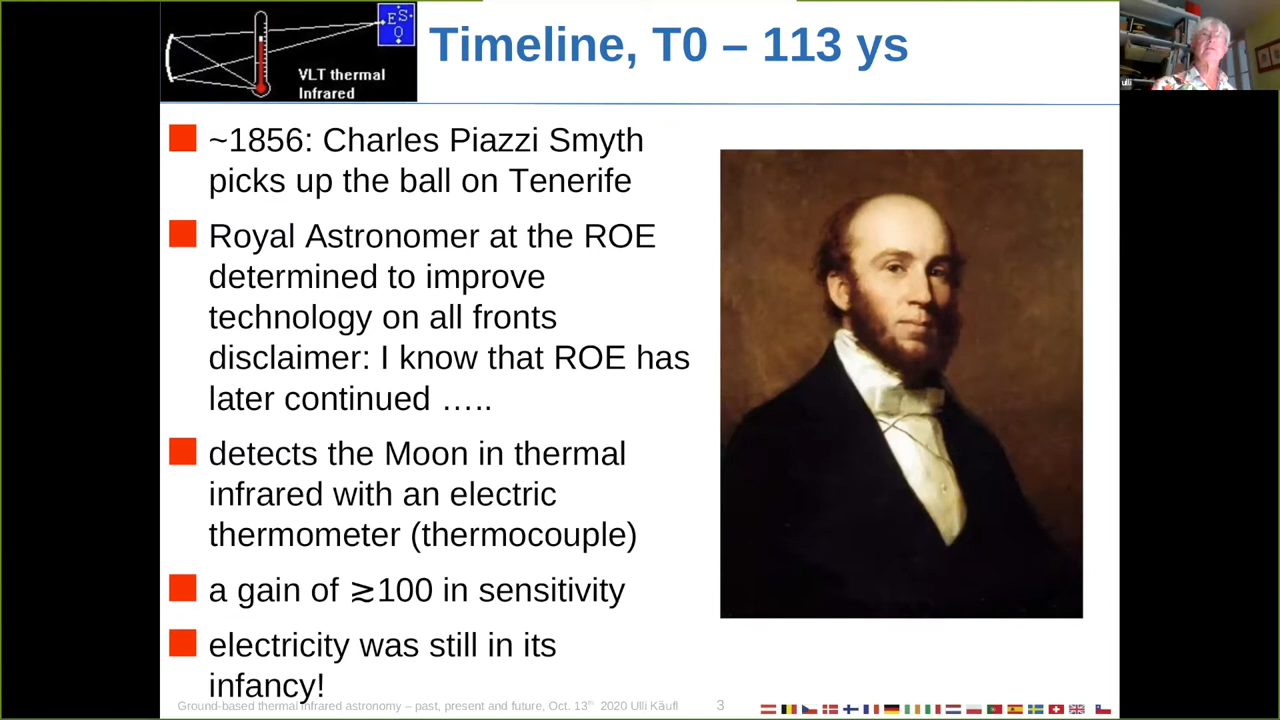 E S O
VLT thermal
Infrared
Timeline, T0 – 113 ys
~1856: Charles Piazzi Smyth
picks up the ball on Tenerife
Royal Astronomer at the ROE
determined to improve
technology on all fronts
disclaimer: I know that ROE has
later continued …..
detects the Moon in thermal
infrared with an electric
thermometer (thermocouple)
a gain of ≳100 in sensitivity
electricity was still in its
infancy!
Ground-based thermal infrared astronomy – past, present and future, Oct. 13th 2020 Ulli Käufl 3
ulli